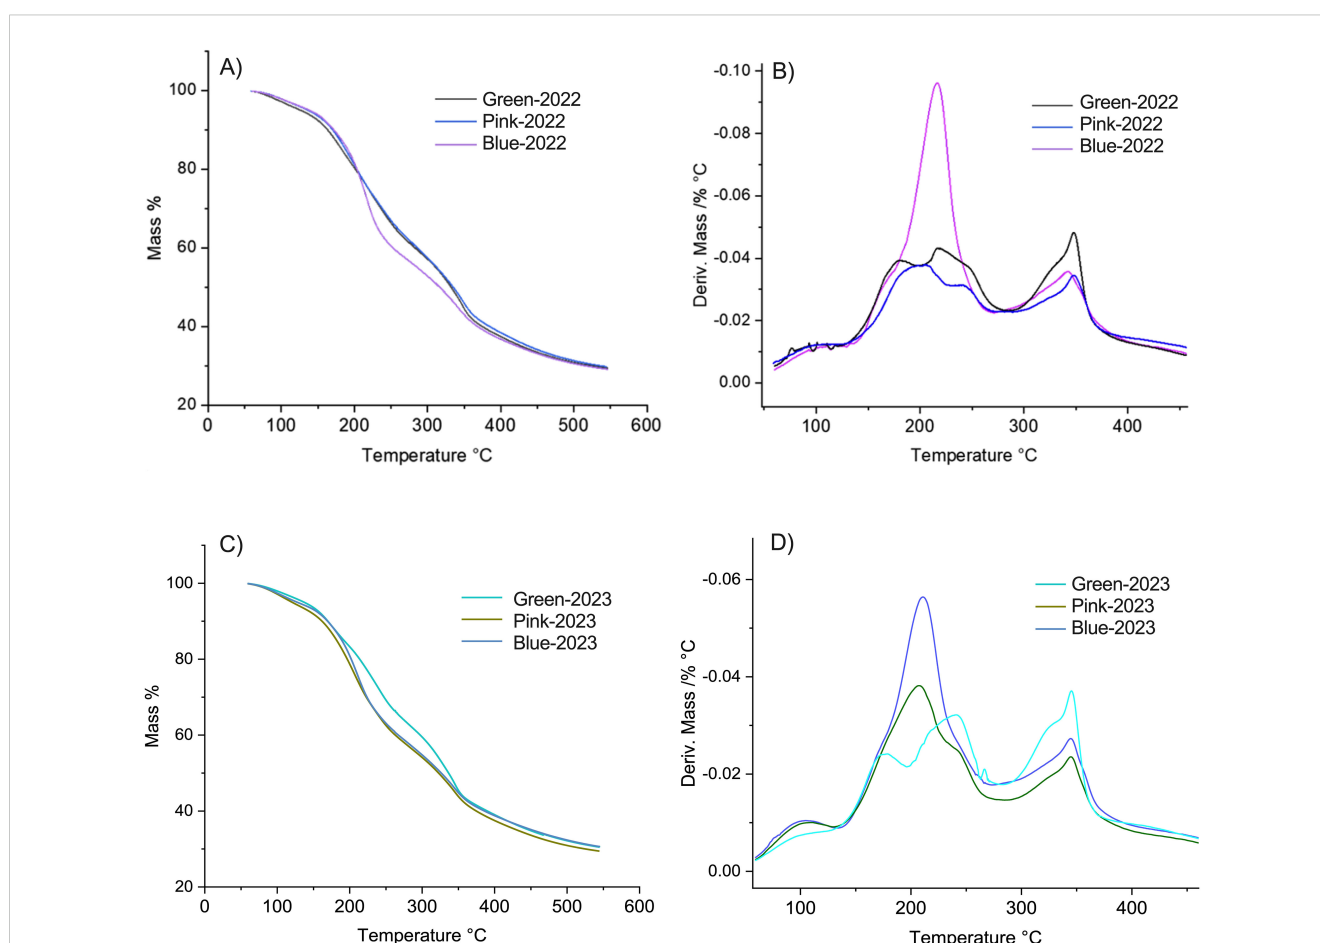 A)
Green-2022
Pink-2022
Blue-2022
100
80
60
40
20
0
100
200
300
400
500
600
Mass %
Temperature °C
B)
Green-2022
Pink-2022
Blue-2022
-0.10
-0.08
-0.06
-0.04
-0.02
0.00
100
200
300
400
Deriv. Mass /% °C
Temperature °C
C)
Green-2023
Pink-2023
Blue-2023
100
80
60
40
20
0
100
200
300
400
500
600
Mass %
Temperature °C
D)
Green-2023
Pink-2023
Blue-2023
-0.06
-0.04
-0.02
-0.00
100
200
300
400
Deriv. Mass /% °C
Temperature °C